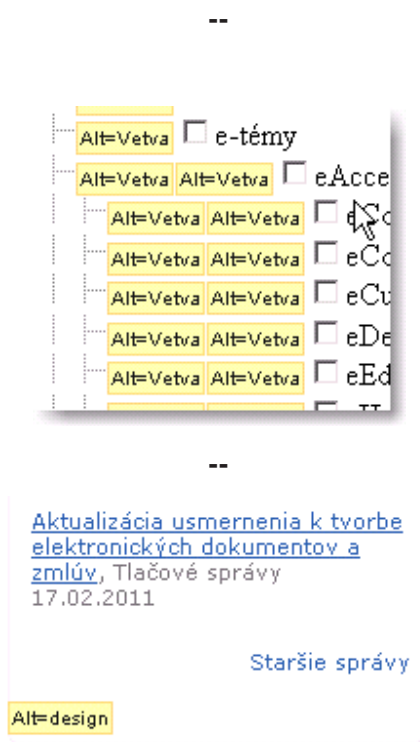 --
Alt=Vetva e-témy
Alt=Vetva Alt=Vetva eAcce
Alt=Vetva Alt=Vetva
Alt=Vetva Alt=Vetva eCo
Alt=Vetva Alt=Vetva eCu
Alt=Vetva Alt=Vetva eDe
Alt=Vetva Alt=Vetva eEd
--
Aktualizácia usmernenia k tvorbe
elektronických dokumentov a
zmlúv, Tlačové správy
17.02.2011
Staršie správy
Alt=design